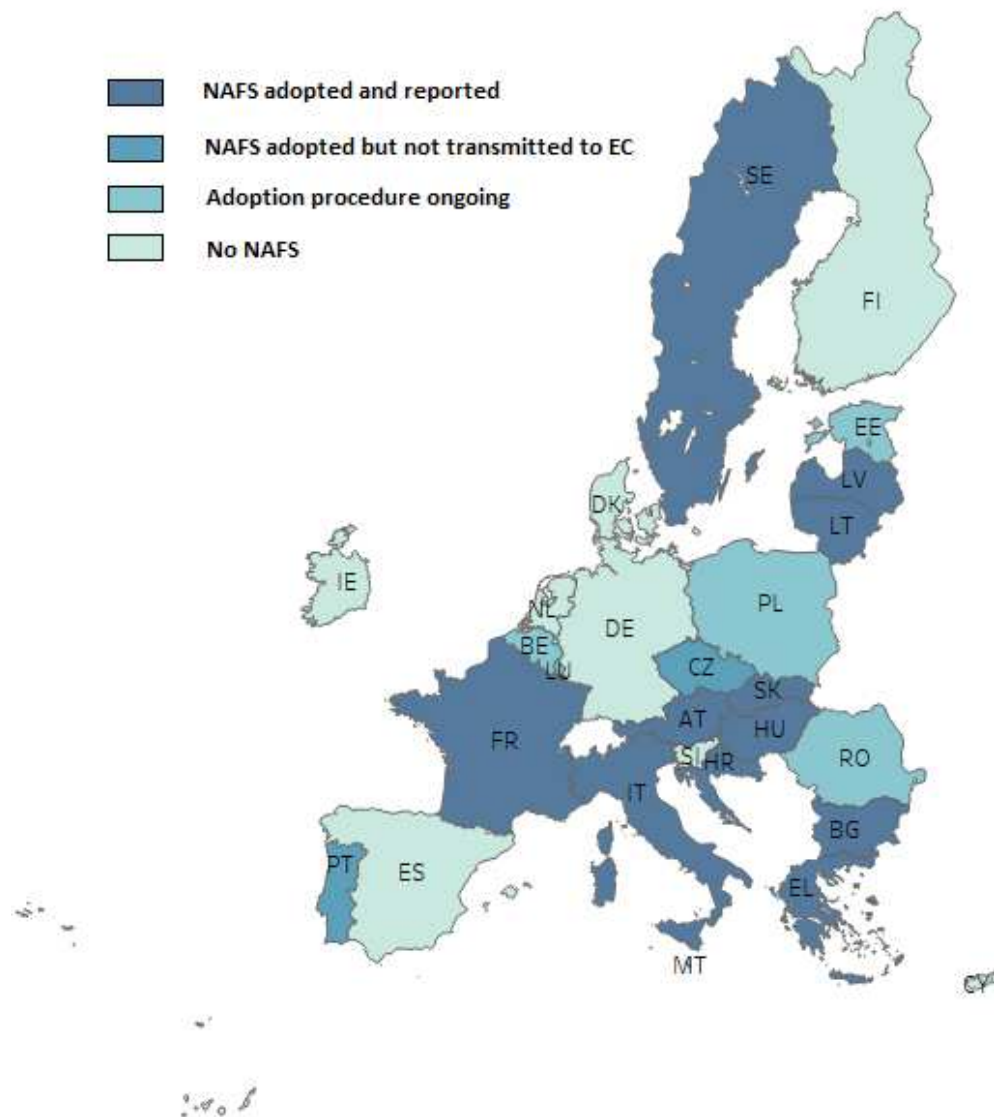 NAFS adopted and reported
NAFS adopted but not transmitted to EC
Adoption procedure ongoing
No NAFS
SE
FI
EE
LV
DK
LT
IE
NL
PL
DE
BE
LU
CZ
SK
AT
HU
FR
SI
HR
RO
IT
BG
PT
ES
EL
MT
CY